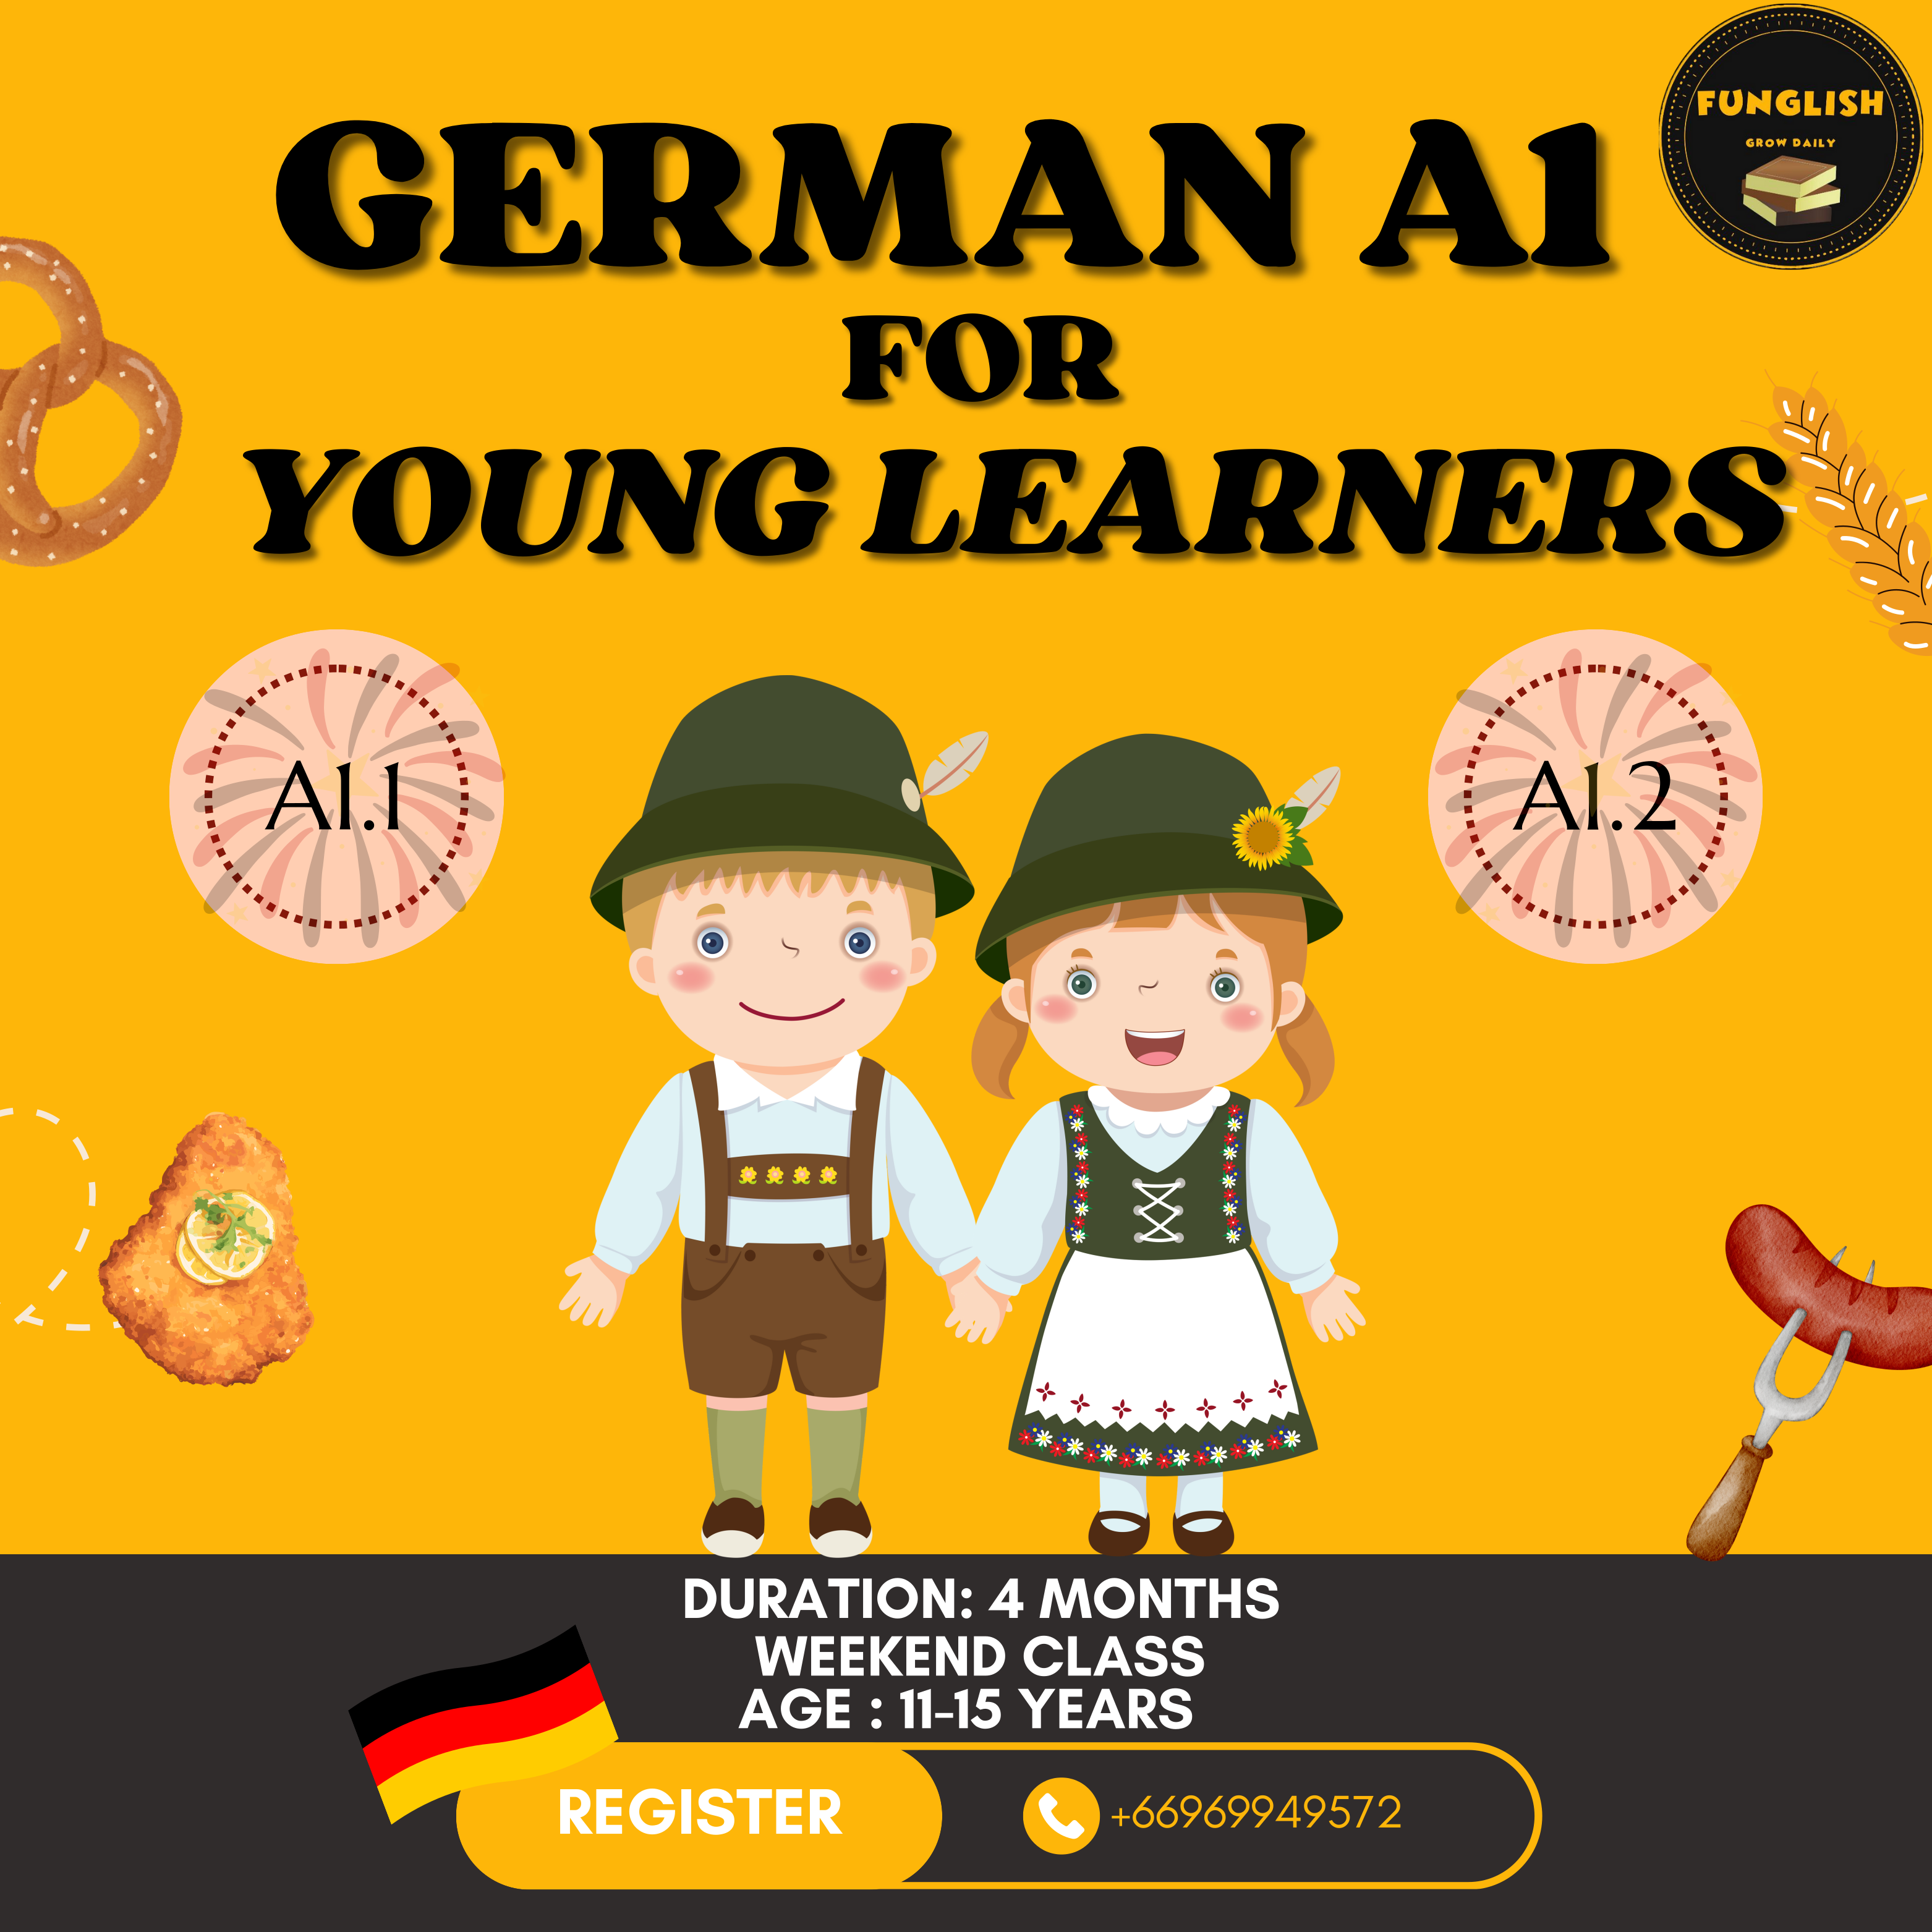 FUNGLISH
GROW DAILY
GERMAN A1
FOR
YOUNG LEARNERS
A1.1
A1.2
DURATION: 4 MONTHS
WEEKEND CLASS
AGE : 11-15 YEARS
REGISTER
+66969949572